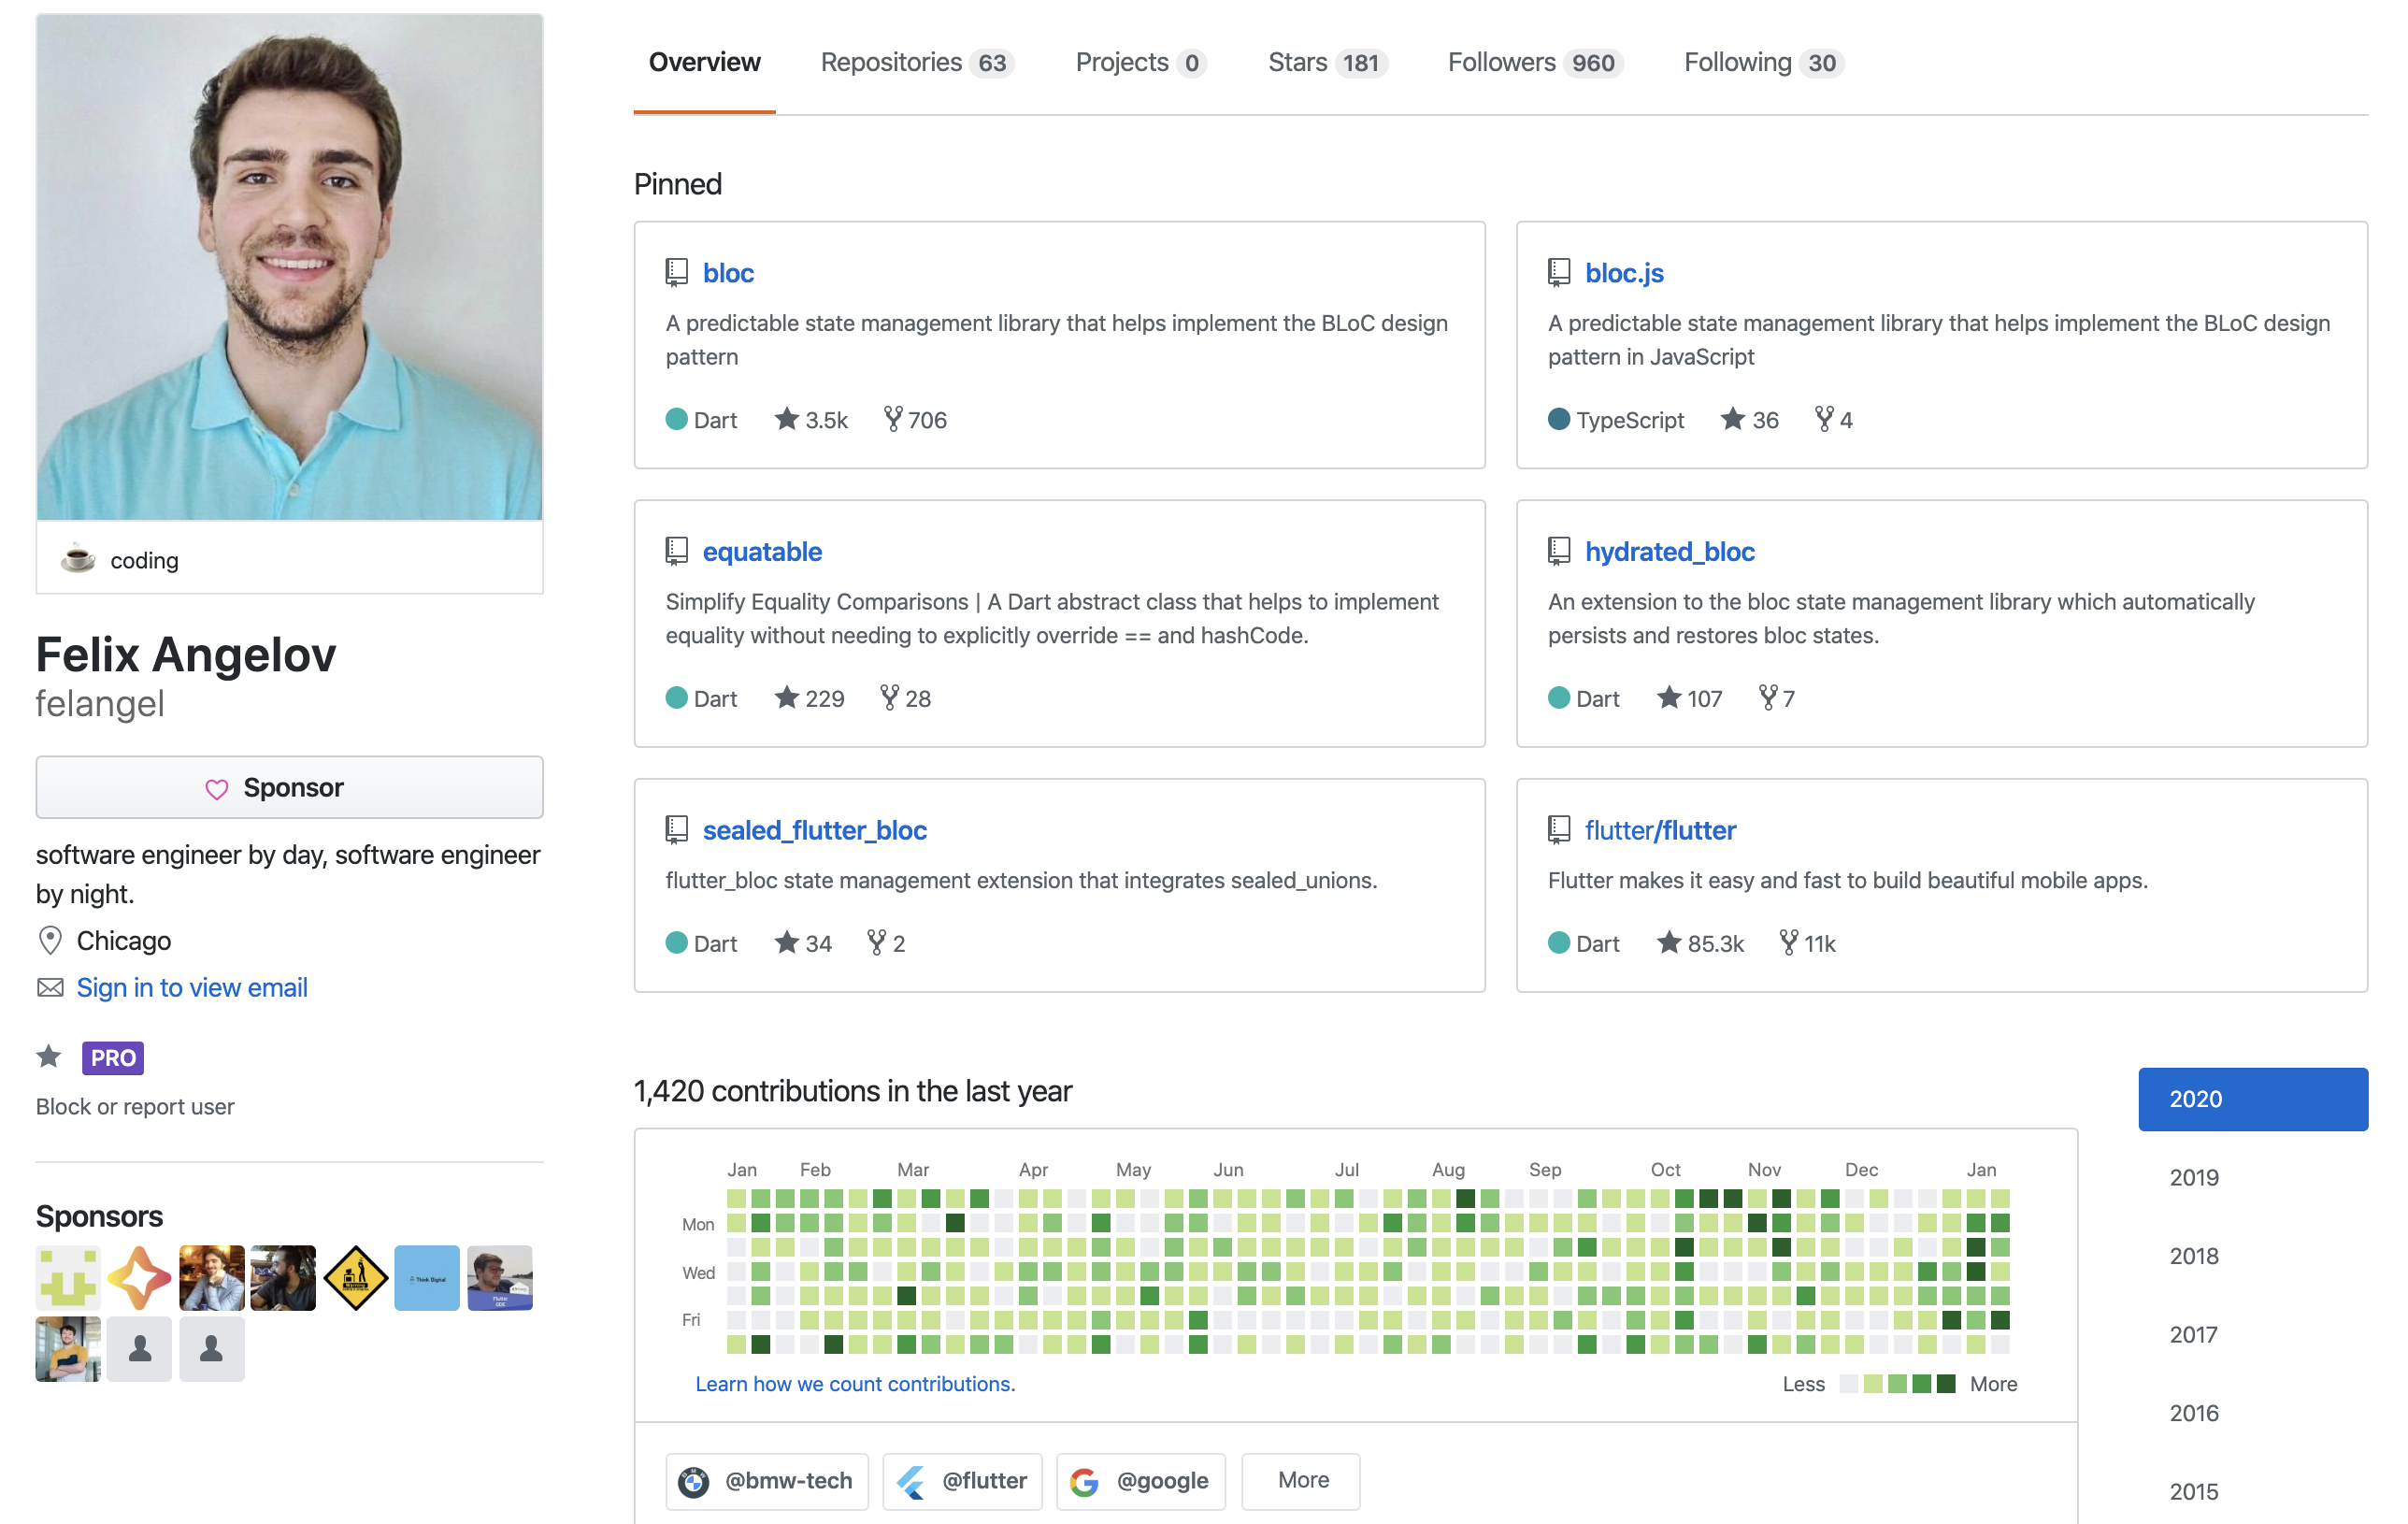 Overview
Repositories 63
Projects 0
Stars 181
Followers 960
Following 30
coding
Felix Angelov
felangel
Sponsor
software engineer by day, software engineer
by night.
Chicago
Sign in to view email
PRO
Block or report user
Sponsors
Think Digital
Flutter
GDE
Pinned
bloc
A predictable state management library that helps implement the BLoC design
pattern
Dart 3.5k 706
bloc.js
A predictable state management library that helps implement the BLoC design
pattern in JavaScript
TypeScript 36 4
equatable
Simplify Equality Comparisons | A Dart abstract class that helps to implement
equality without needing to explicitly override == and hashCode.
Dart 229 28
hydrated_bloc
An extension to the bloc state management library which automatically
persists and restores bloc states.
Dart 107 7
sealed_flutter_bloc
flutter_bloc state management extension that integrates sealed_unions.
Dart 34 2
flutter/flutter
Flutter makes it easy and fast to build beautiful mobile apps.
Dart 85.3k 11k
1,420 contributions in the last year
Jan Feb Mar Apr May Jun Jul Aug Sep Oct Nov Dec Jan
Mon
Wed
Fri
Learn how we count contributions.
Less More
@bmw-tech
@flutter
@google
More
2020
2019
2018
2017
2016
2015